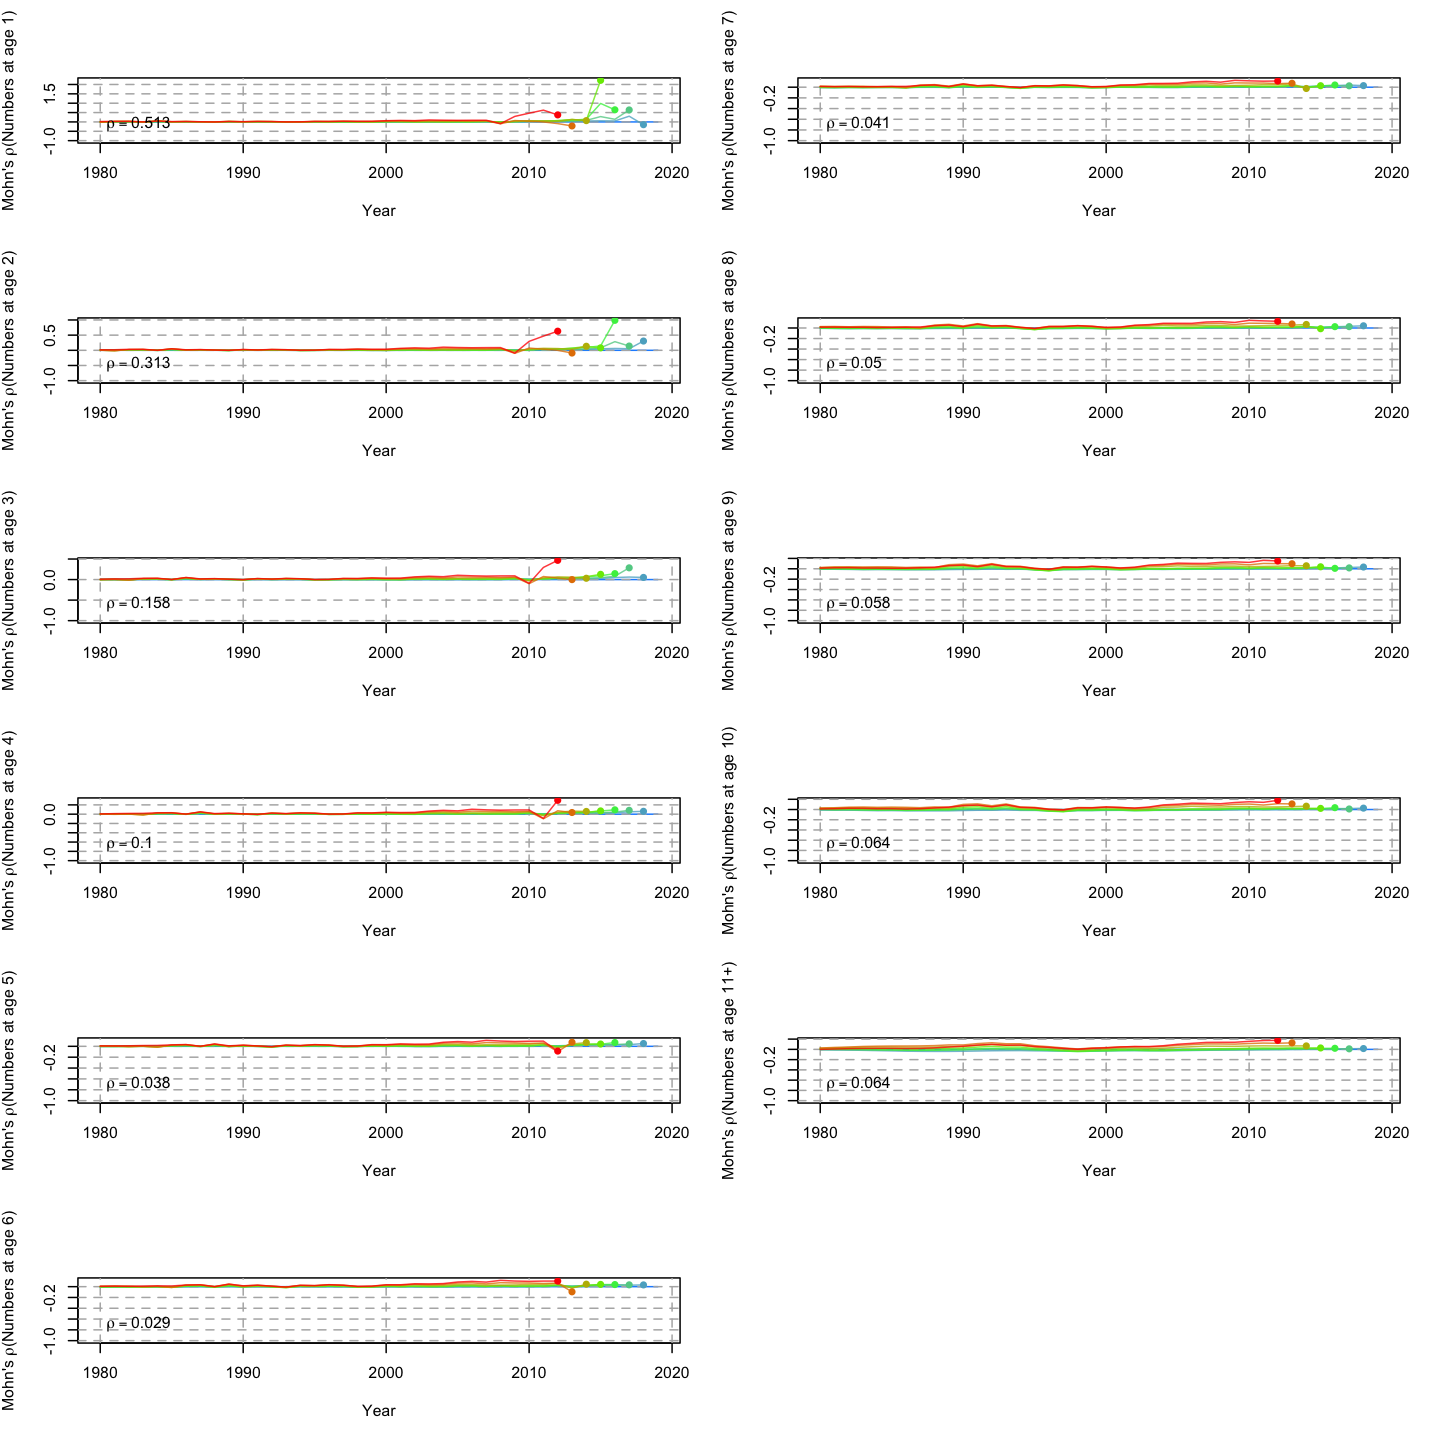 Mohn's ρ(Numbers at age 1)
1.5
-1.0
ρ = 0.513
1980 1990 2000 2010 2020
Year
Mohn's ρ(Numbers at age 2)
0.5
-1.0
ρ = 0.313
1980 1990 2000 2010 2020
Year
Mohn's ρ(Numbers at age 3)
0.0
-1.0
ρ = 0.158
1980 1990 2000 2010 2020
Year
Mohn's ρ(Numbers at age 4)
0.0
-1.0
ρ = 0.1
1980 1990 2000 2010 2020
Year
Mohn's ρ(Numbers at age 5)
-0.2
-1.0
ρ = 0.038
1980 1990 2000 2010 2020
Year
Mohn's ρ(Numbers at age 6)
-0.2
-1.0
ρ = 0.029
1980 1990 2000 2010 2020
Year
Mohn's ρ(Numbers at age 7)
-0.2
-1.0
ρ = 0.041
1980 1990 2000 2010 2020
Year
Mohn's ρ(Numbers at age 8)
-0.2
-1.0
ρ = 0.05
1980 1990 2000 2010 2020
Year
Mohn's ρ(Numbers at age 9)
-0.2
-1.0
ρ = 0.058
1980 1990 2000 2010 2020
Year
Mohn's ρ(Numbers at age 10)
-0.2
-1.0
ρ = 0.064
1980 1990 2000 2010 2020
Year
Mohn's ρ(Numbers at age 11+)
-0.2
-1.0
ρ = 0.064
1980 1990 2000 2010 2020
Year